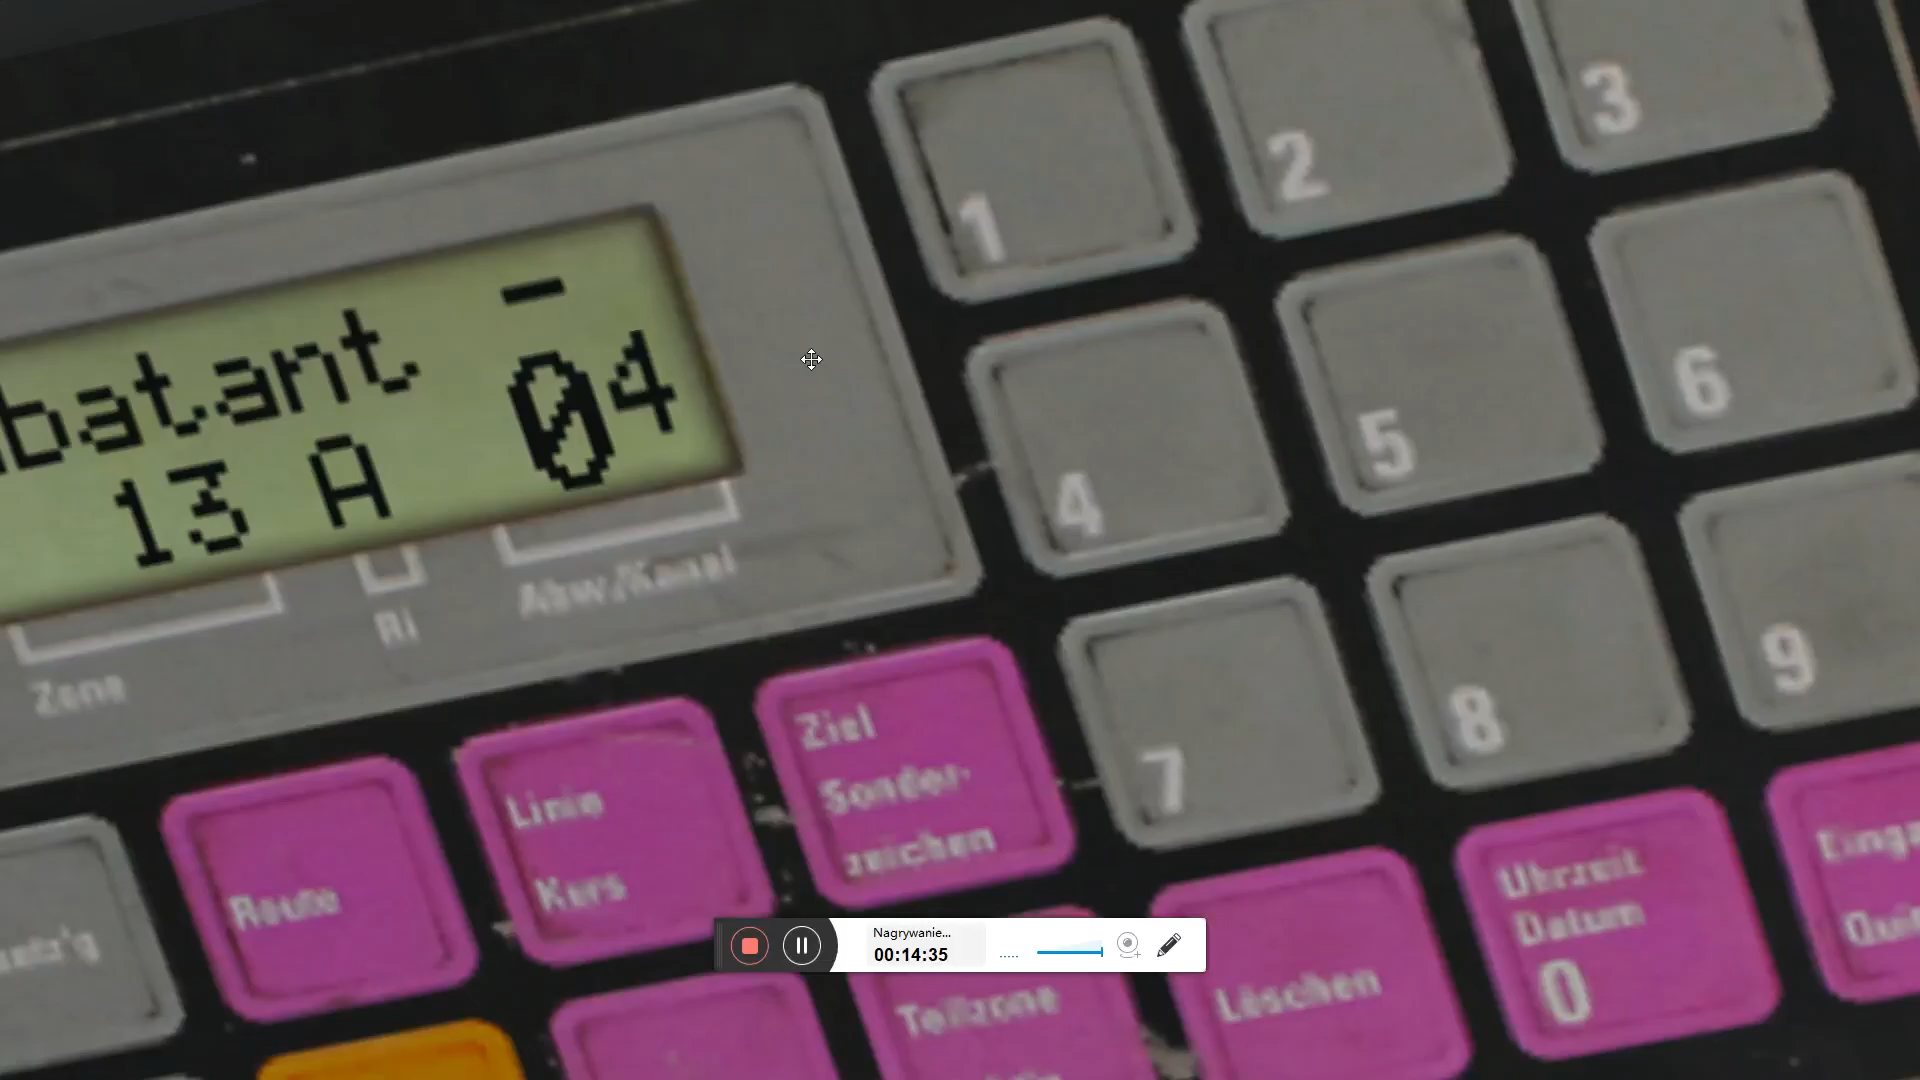 1
2
3
batant. -
13 A 04
4
5
6
Zone
Ri
Abw./Kanal
7
8
9
Route
Linie
Kurs
Ziel
Sonder-
zeichen
Löschen
Uhrzeit
Datum
0
Teilzone
Nagrywanie...
00:14:35